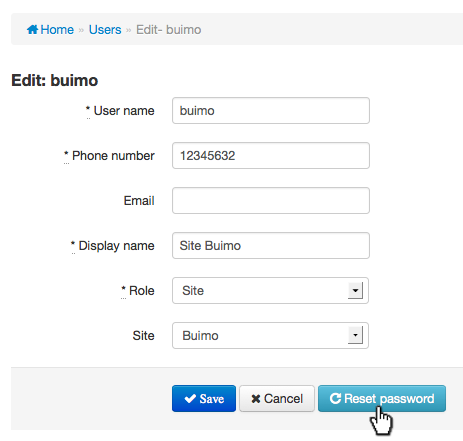 Home » Users » Edit- buimo
Edit: buimo
* User name buimo
* Phone number 12345632
Email
* Display name Site Buimo
* Role Site
Site Buimo
Save Cancel Reset password